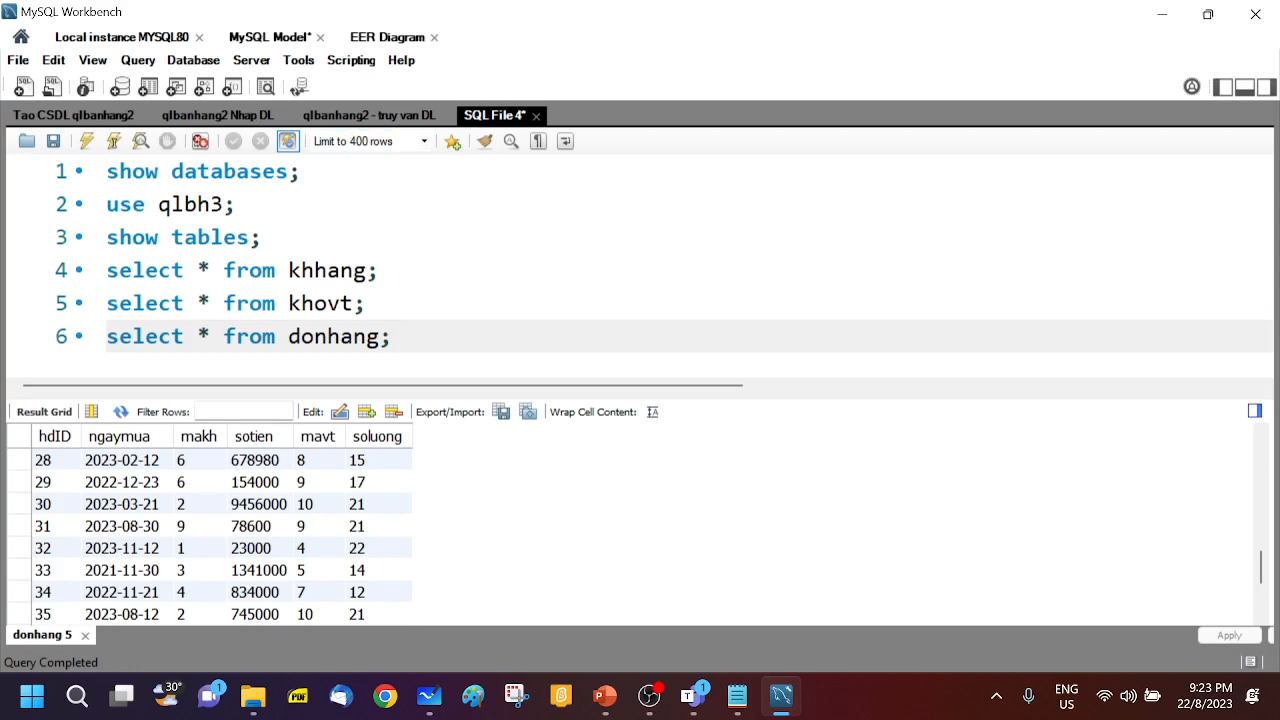 MySQL Workbench
Local instance MYSQL80 MySQL Model* EER Diagram
File Edit View Query Database Server Tools Scripting Help
Tao CSDL qlbanhang2 qlbanhang2 Nhap DL qlbanhang2 - truy van DL SQL File 4*
Limit to 400 rows
1 show databases;
2 use qlbh3;
3 show tables;
4 select * from khhang;
5 select * from khovt;
6 select * from donhang;
Result Grid Filter Rows: Edit: Export/Import: Wrap Cell Content:
hdID ngaymua makh sotien mavt soluong
28 2023-02-12 6 678980 8 15
29 2022-12-23 6 154000 9 17
30 2023-03-21 2 9456000 10 21
31 2023-08-30 9 78600 9 21
32 2023-11-12 1 23000 4 22
33 2021-11-30 3 1341000 5 14
34 2022-11-21 4 834000 7 12
35 2023-08-12 2 745000 10 21
donhang 5 Apply
Query Completed
30° 1 PDF 1 ENG US 9:23 PM 22/8/2023